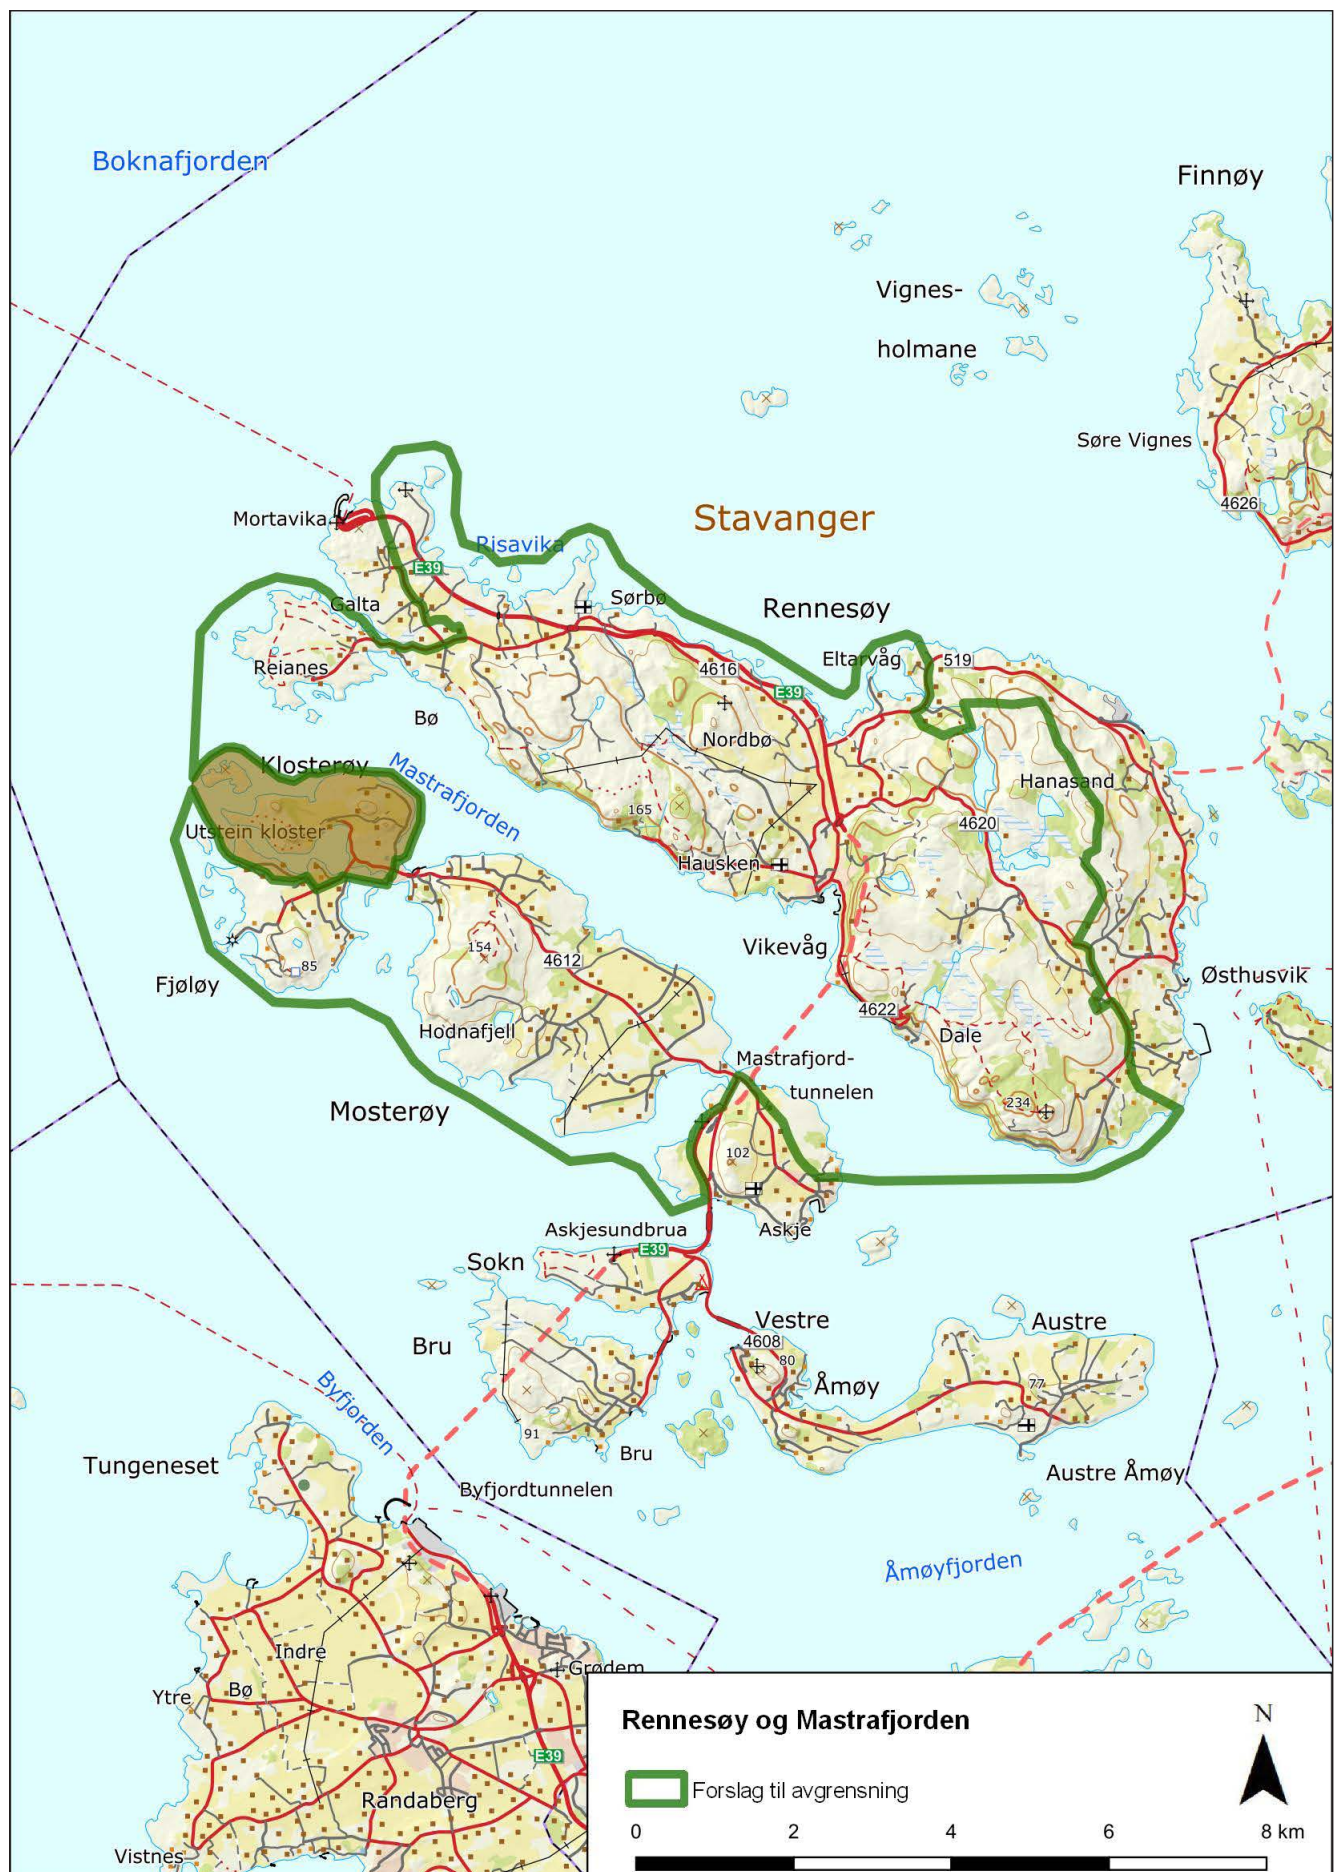 Boknafjorden
Finnøy
Vignes-
holmane
Søre Vignes
4626
Stavanger
Mortavika
Risavika
E39
Galta
Sørbø
Rennesøy
Reianes
4616
Eltarvåg
519
E39
Bø
Nordbø
Klosterøy
Mastrafjorden
Hanasand
165
4620
Utstein kloster
Hausken
154
4612
Vikevåg
85
Fjøløy
Østhusvik
4622
Hodnafjell
Dale
Mastrafjord-
tunnelen
234
Mosterøy
102
Askjesundbrua
Askje
E39
Sokn
Vestre
Austre
4608
Bru
80
Åmøy
77
Byfjorden
91
Bru
Tungeneset
Austre Åmøy
Byfjordtunnelen
Åmøyfjorden
Indre
Grødem
Ytre
Bø
E39
Randaberg
Vistnes
Rennesøy og Mastrafjorden
N
Forslag til avgrensning
0 2 4 6 8 km